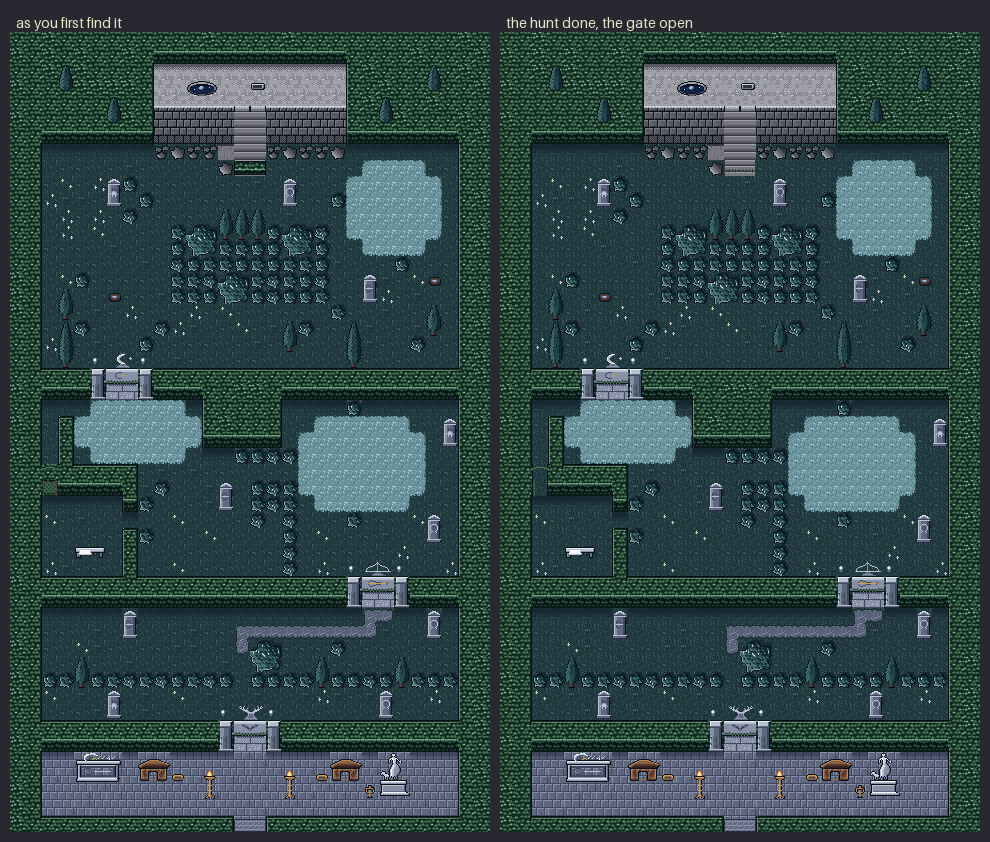 as you first find it
the hunt done, the gate open